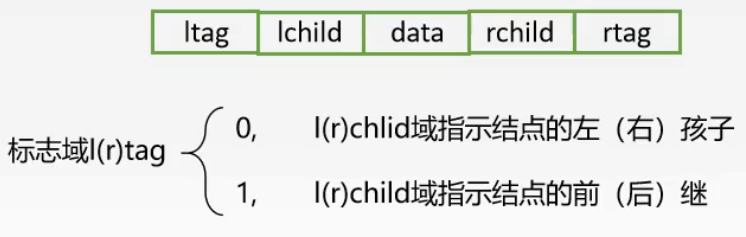 ltag lchild data rchild rtag
0, l(r)chlid域指示结点的左（右）孩子
标志域l(r)tag
1, l(r)child域指示结点的前（后）继